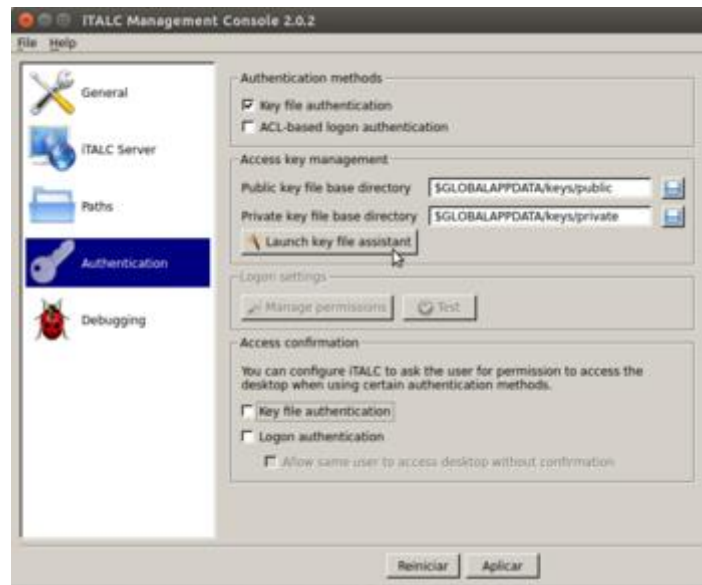 iTALC Management Console 2.0.2
File Help
General
iTALC Server
Paths
Authentication
Debugging
Authentication methods
Key file authentication
ACL-based logon authentication
Access key management
Public key file base directory $GLOBALAPPDATA/keys/public
Private key file base directory $GLOBALAPPDATA/keys/private
Launch key file assistant
Logon settings
Manage permissions Test
Access confirmation
You can configure iTALC to ask the user for permission to access the
desktop when using certain authentication methods.
Key file authentication
Logon authentication
Allow same user to access desktop without confirmation
Reiniciar Aplicar